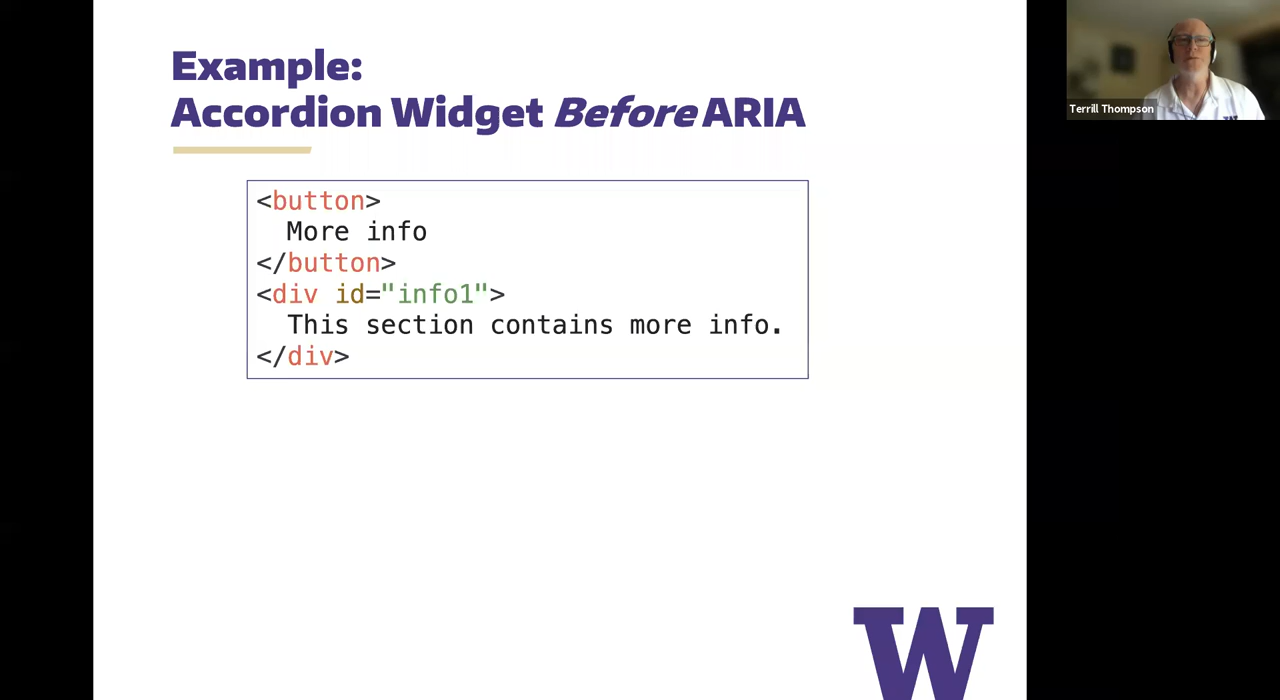 Example:
Accordion Widget Before ARIA
<button>
  More info
</button>
<div id="info1">
  This section contains more info.
</div>
Terrill Thompson
W